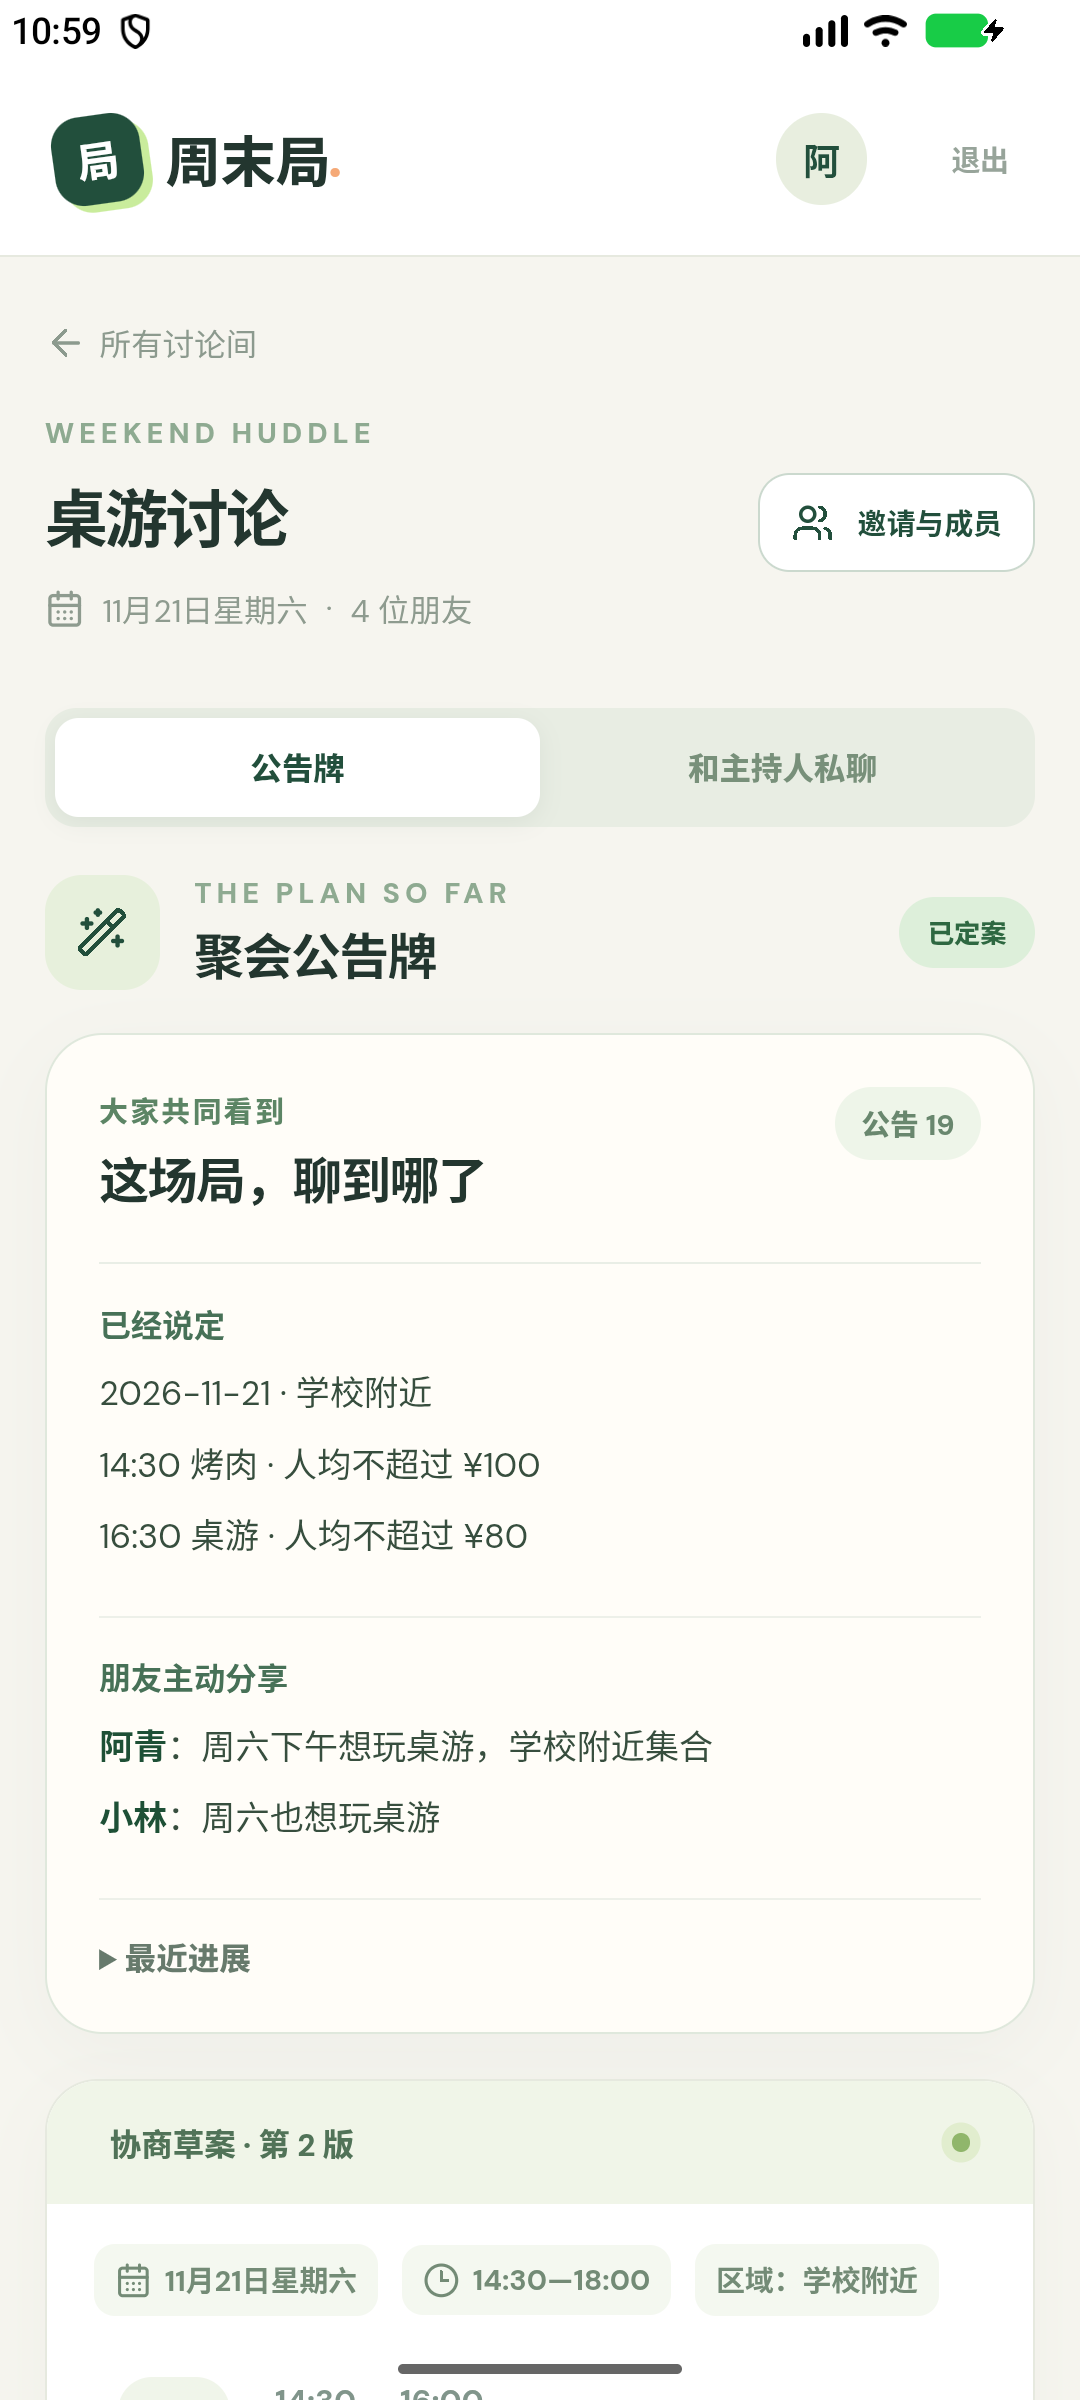 10:59
局 周末局.
阿
退出
所有讨论间
WEEKEND HUDDLE
桌游讨论
邀请与成员
11月21日星期六 · 4 位朋友
公告牌
和主持人私聊
THE PLAN SO FAR
聚会公告牌
已定案
大家共同看到
公告 19
这场局，聊到哪了
已经说定
2026-11-21 · 学校附近
14:30 烤肉 · 人均不超过 ¥100
16:30 桌游 · 人均不超过 ¥80
朋友主动分享
阿青：周六下午想玩桌游，学校附近集合
小林：周六也想玩桌游
最近进展
协商草案 · 第 2 版
11月21日星期六
14:30—18:00
区域：学校附近
14:30 16:00